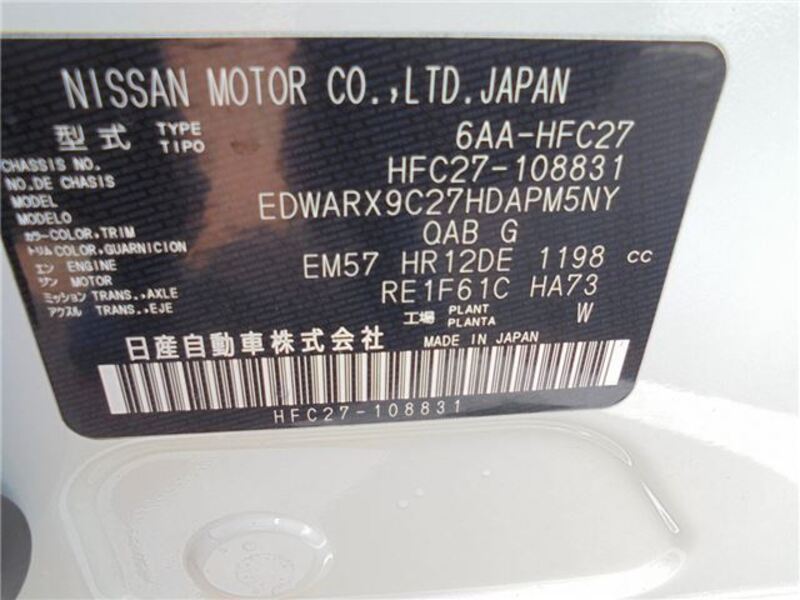 NISSAN MOTOR CO.,LTD.JAPAN
型式 TYPE TIPO 6AA-HFC27
CHASSIS NO. NO.DE CHASIS HFC27-108831
MODEL MODELO EDWARX9C27HDAPM5NY
カラー COLOR,TRIM トリム COLOR,GUARNICION QAB G
エンジン ENGINE MOTOR EM57 HR12DE 1198 cc
ミッション TRANS.,AXLE アクスル TRANS.,EJE RE1F61C HA73
工場 PLANT PLANTA W
日産自動車株式会社 MADE IN JAPAN
HFC27-108831